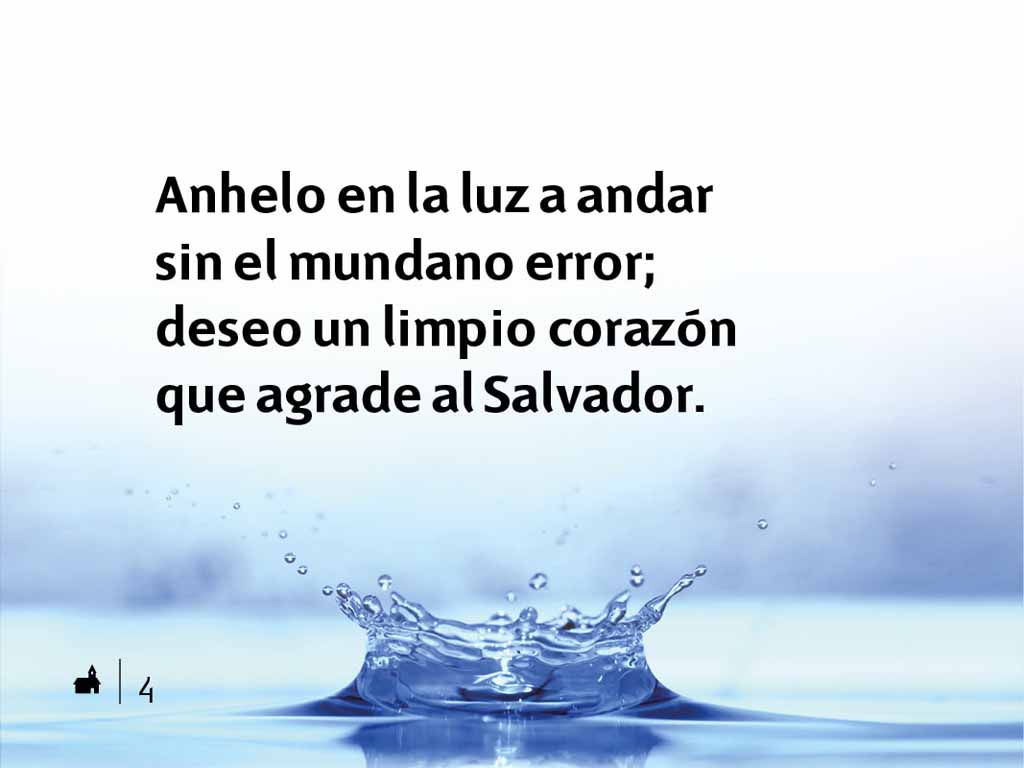 Anhelo en la luz a andar
sin el mundano error;
deseo un limpio corazón
que agrade al Salvador.
4